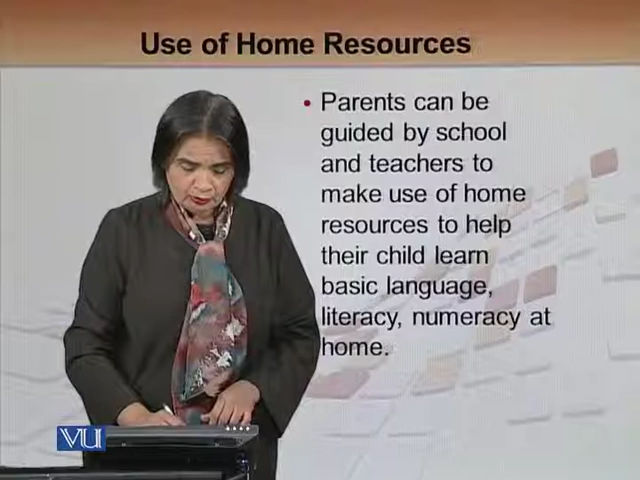 Use of Home Resources
• Parents can be
guided by school
and teachers to
make use of home
resources to help
their child learn
basic language,
literacy, numeracy at
home.
VU